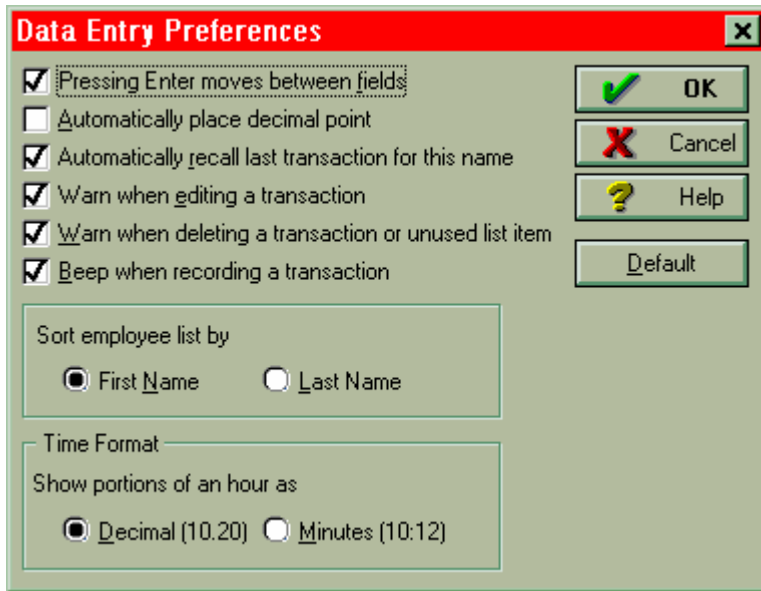 Data Entry Preferences
Pressing Enter moves between fields
Automatically place decimal point
Automatically recall last transaction for this name
Warn when editing a transaction
Warn when deleting a transaction or unused list item
Beep when recording a transaction
OK
Cancel
Help
Default
Sort employee list by
First Name Last Name
Time Format
Show portions of an hour as
Decimal (10.20) Minutes (10:12)